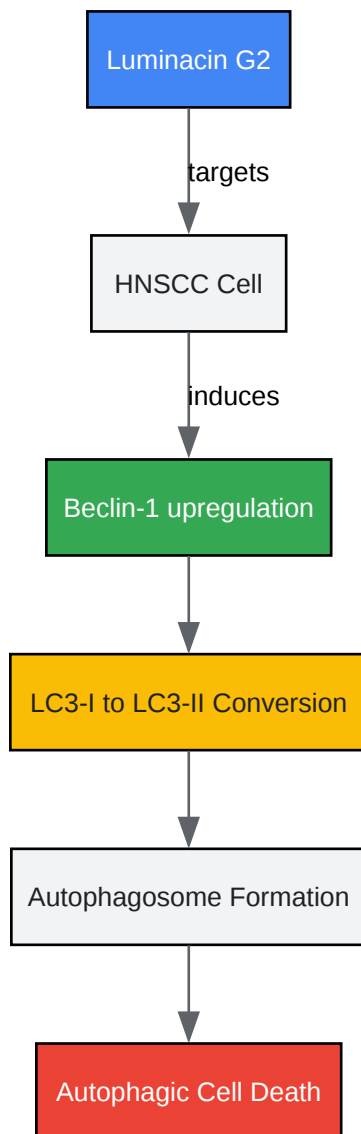 Luminacin G2
targets
HNSCC Cell
induces
Beclin-1 upregulation
LC3-I to LC3-II Conversion
Autophagosome Formation
Autophagic Cell Death